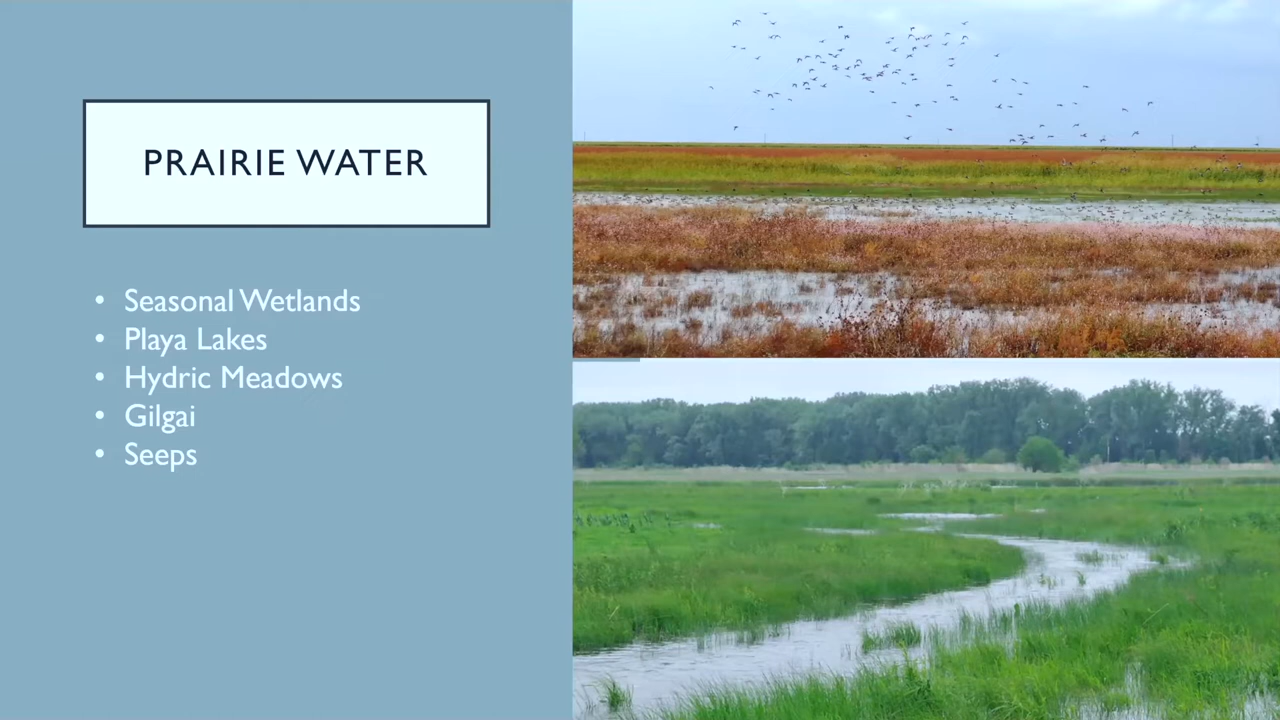 PRAIRIE WATER
• Seasonal Wetlands
• Playa Lakes
• Hydric Meadows
• Gilgai
• Seeps